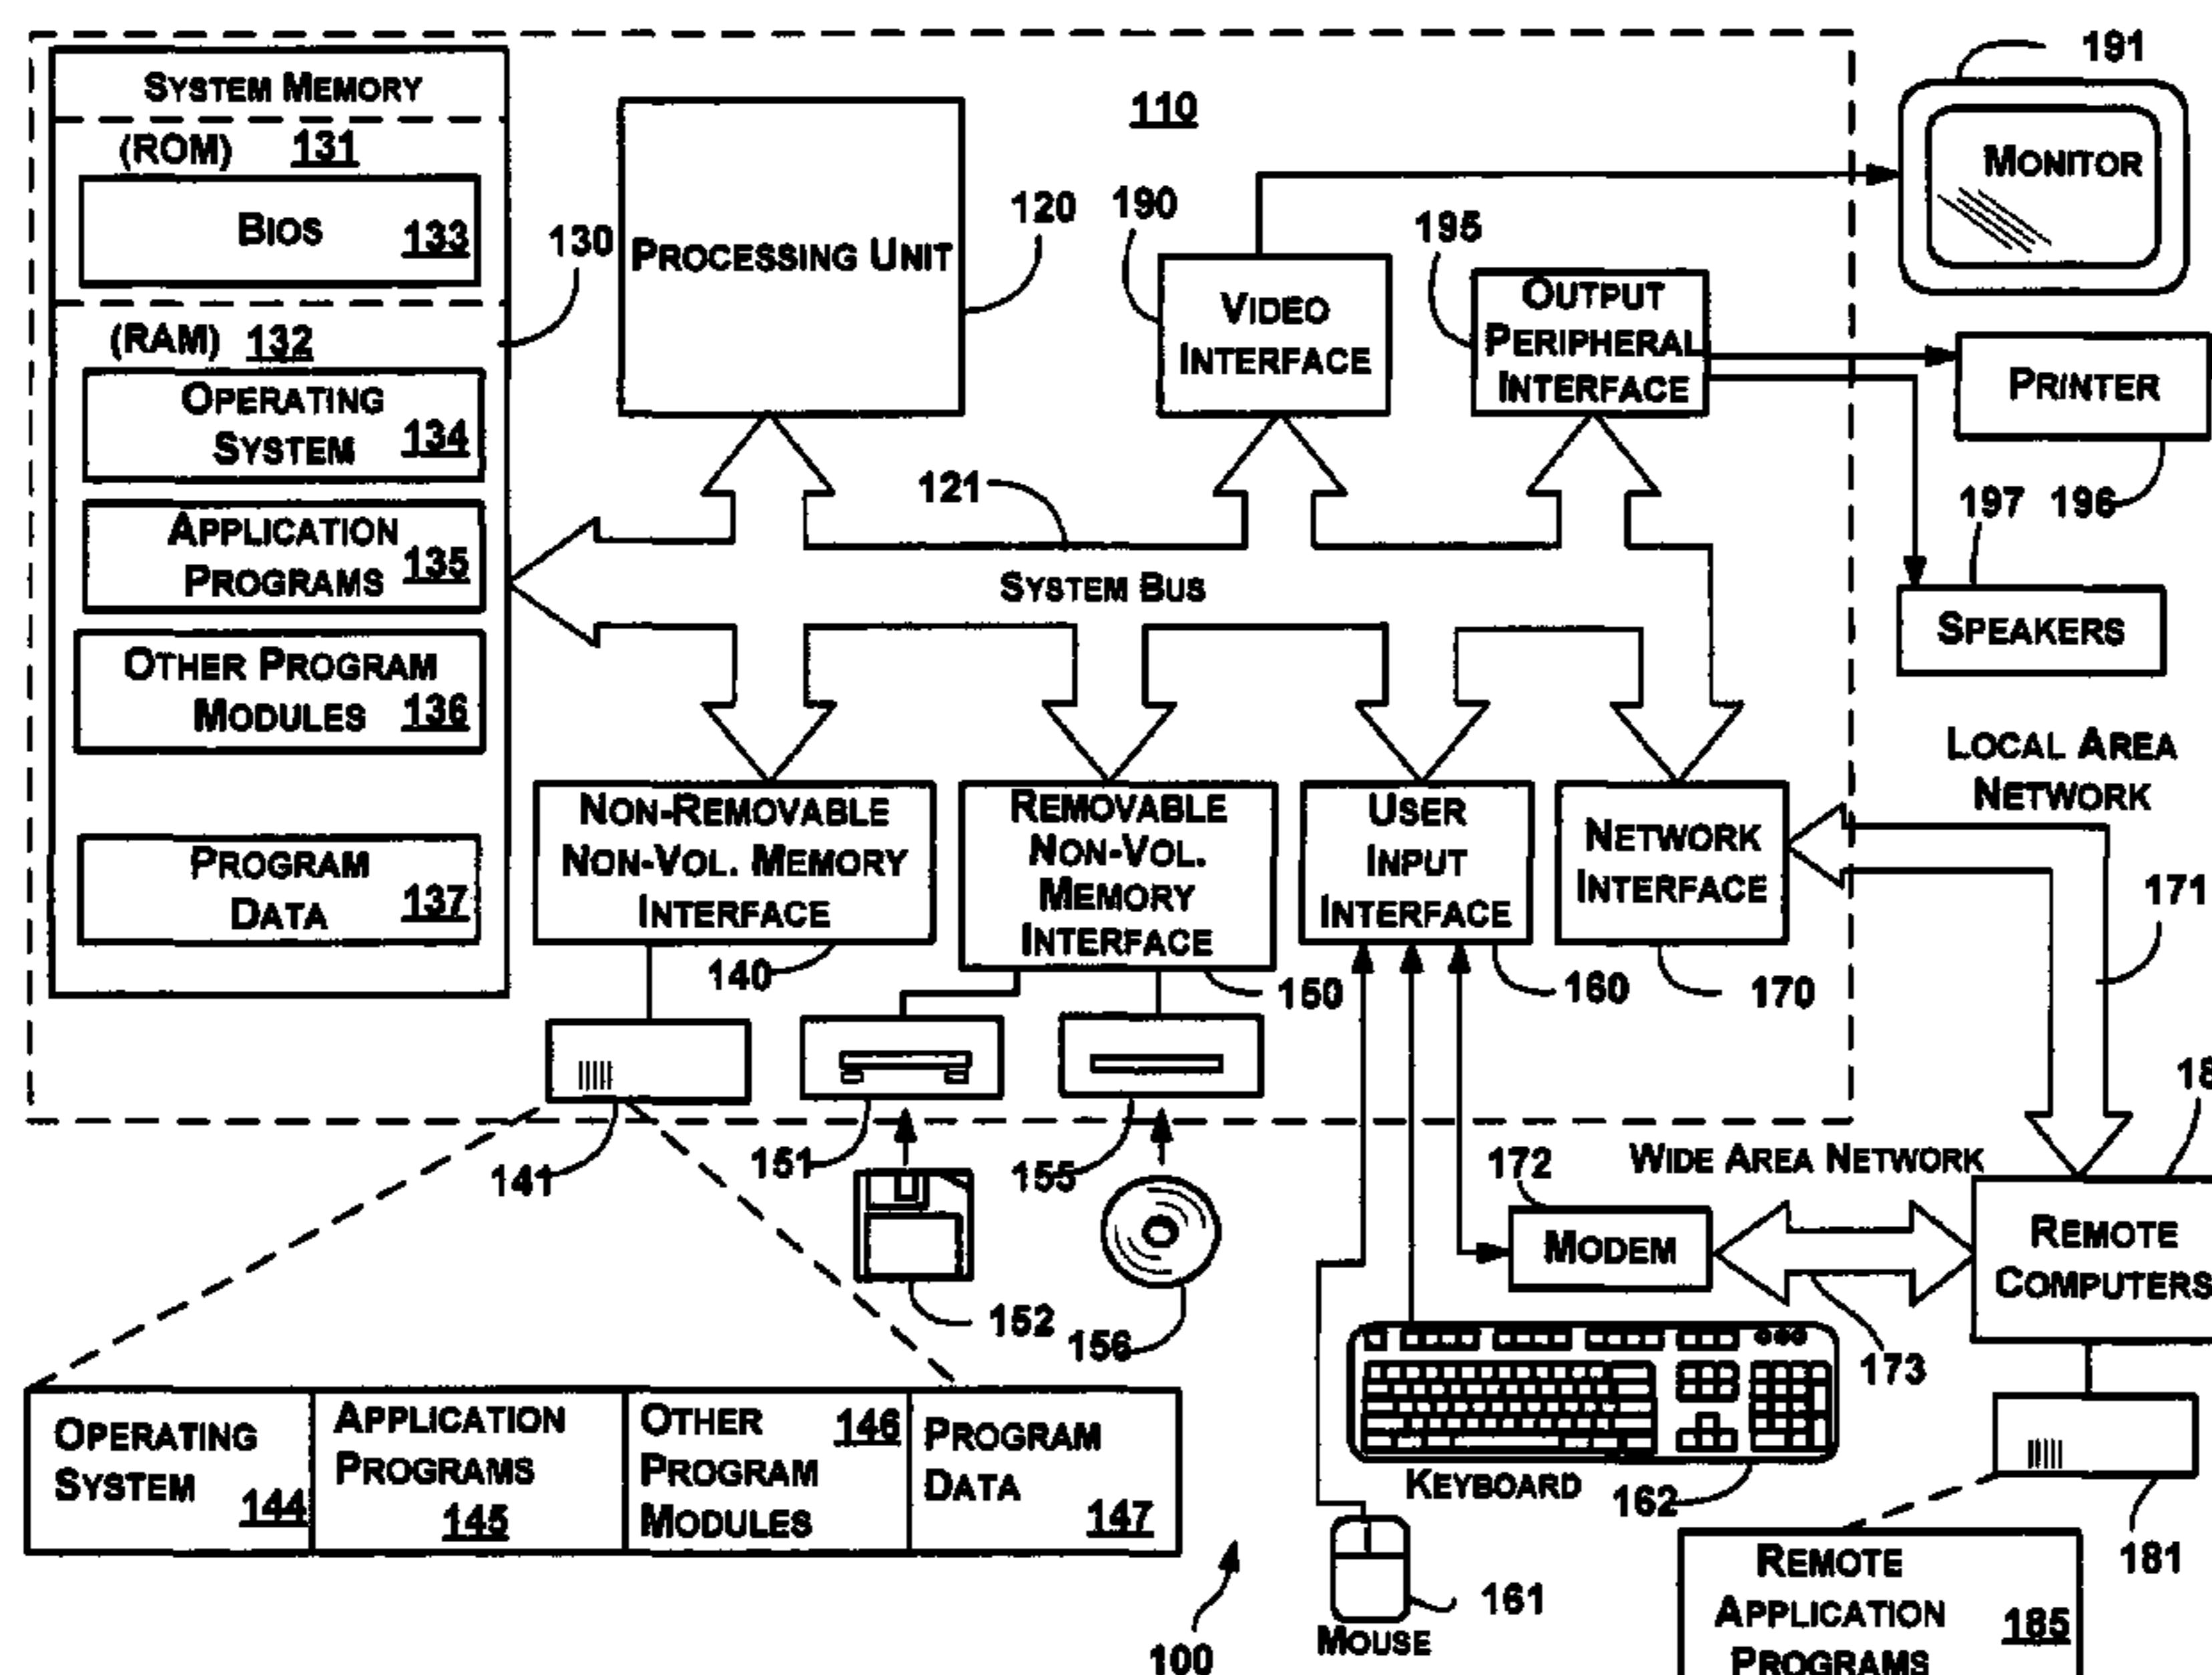 SYSTEM MEMORY
(ROM) 131
BIOS 133
130
(RAM) 132
OPERATING
SYSTEM 134
APPLICATION
PROGRAMS 135
OTHER PROGRAM
MODULES 136
PROGRAM
DATA 137
PROCESSING UNIT
120
110
190
VIDEO
INTERFACE
195
OUTPUT
PERIPHERAL
INTERFACE
191
MONITOR
PRINTER
197 196
SPEAKERS
121
SYSTEM BUS
NON-REMOVABLE
NON-VOL. MEMORY
INTERFACE
140
REMOVABLE
NON-VOL.
MEMORY
INTERFACE
150
USER
INPUT
INTERFACE
160
NETWORK
INTERFACE
170
LOCAL AREA
NETWORK
171
141
151
155
152
156
172
WIDE AREA NETWORK
MODEM
173
18
REMOTE
COMPUTERS
OPERATING
SYSTEM 144
APPLICATION
PROGRAMS
145
OTHER 146
PROGRAM
MODULES
PROGRAM
DATA
147
KEYBOARD 162
161
MOUSE
100
181
REMOTE
APPLICATION 185
PROGRAMS